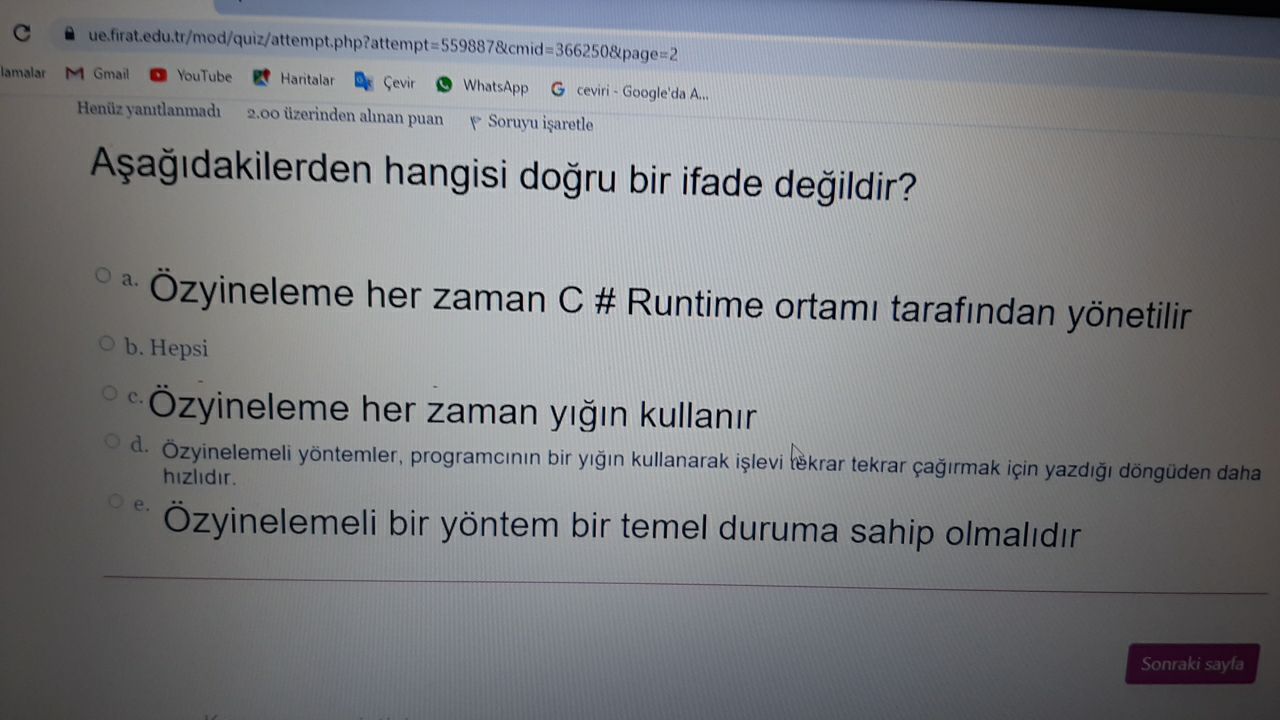 ue.firat.edu.tr/mod/quiz/attempt.php?attempt=559887&cmid=366250&page=2
lamalar Gmail YouTube Haritalar Çevir WhatsApp ceviri - Google'da A...
Henüz yanıtlanmadı 2.00 üzerinden alınan puan Soruyu işaretle
Aşağıdakilerden hangisi doğru bir ifade değildir?
a. Özyineleme her zaman C # Runtime ortamı tarafından yönetilir
b. Hepsi
c. Özyineleme her zaman yığın kullanır
d. Özyinelemeli yöntemler, programcının bir yığın kullanarak işlevi tekrar tekrar çağırmak için yazdığı döngüden daha
hızlıdır.
e. Özyinelemeli bir yöntem bir temel duruma sahip olmalıdır
Sonraki sayfa